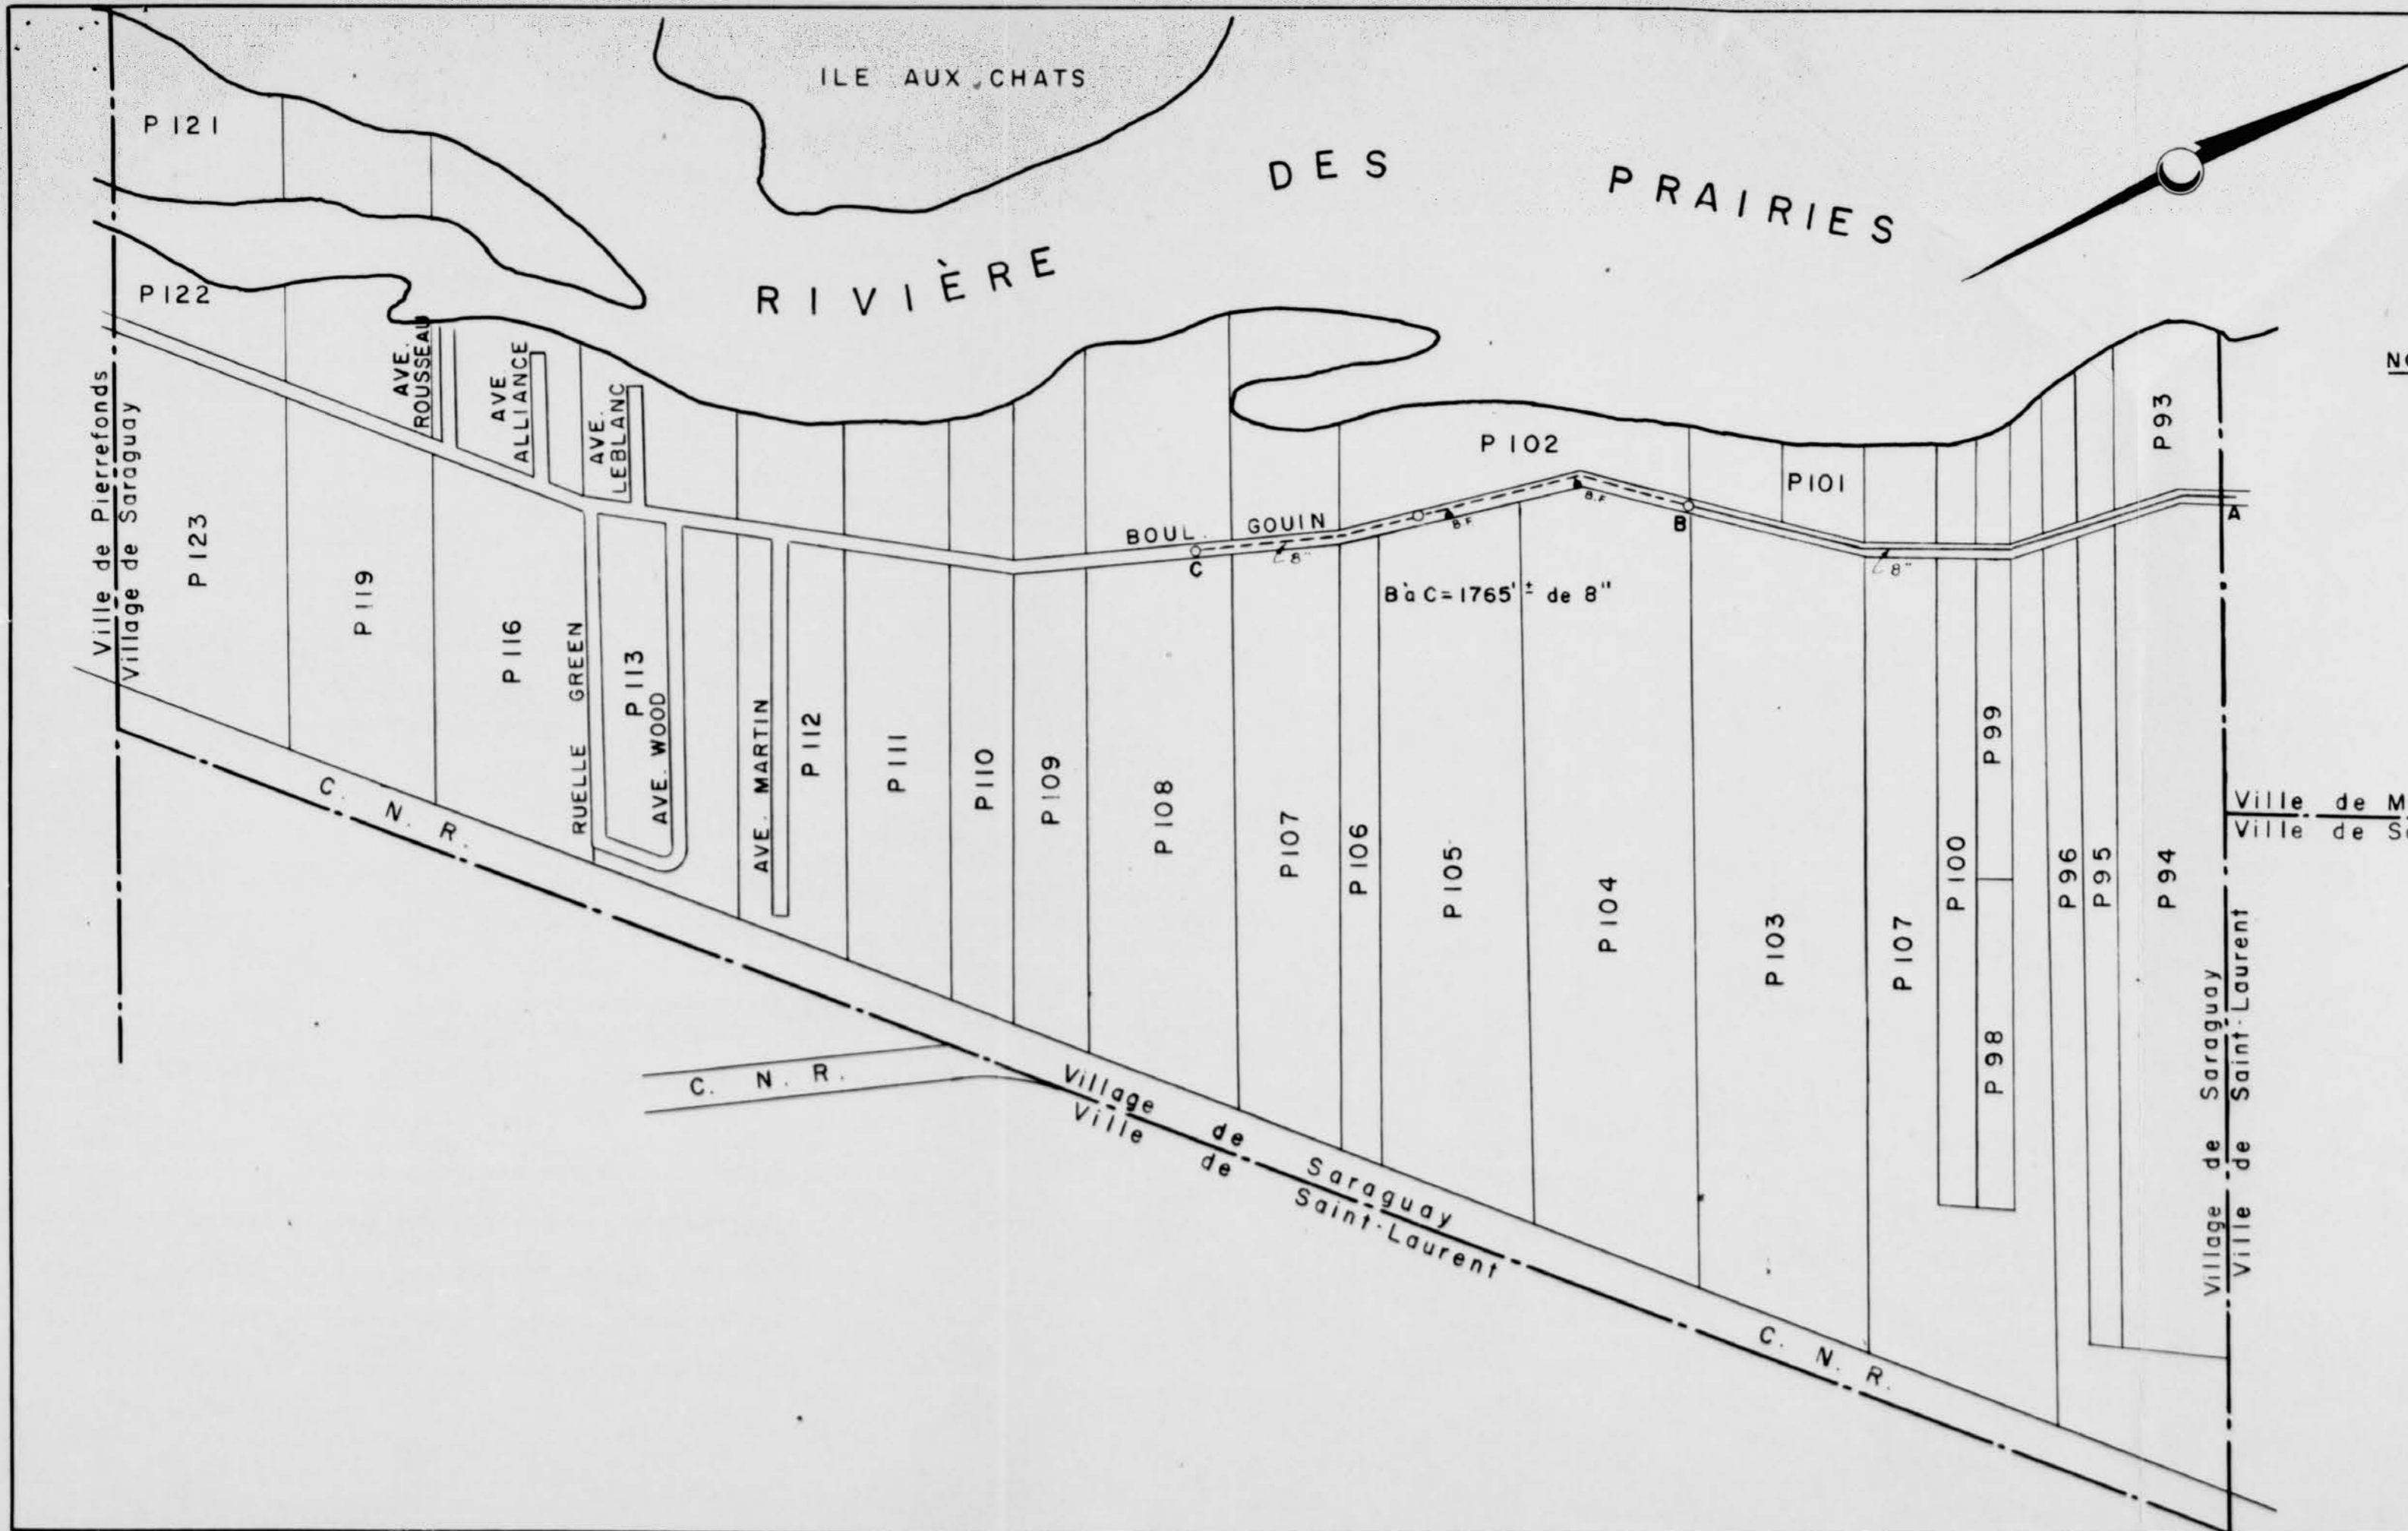 ILE AUX CHATS
P 121
DES
PRAIRIES
RIVIÈRE
P 122
AVE.
ROUSSEAU
AVE
ALLIANCE
AVE.
LEBLANC
P 93
P 102
P 101
Ville de Pierrefonds
Village de Saraguay
BOUL. GOUIN
C
8"
B.F.
B.F.
B
8"
A
B à C = 1765' ± de 8"
P 123
P 119
P 116
RUELLE GREEN
P 113
AVE. WOOD
AVE. MARTIN
P 112
P 111
P 110
P 109
P 108
P 107
P 106
P 105
P 104
P 103
P 107
P 100
P 99
P 98
P 96
P 95
P 94
Ville de M
Ville de S
C. N. R.
C. N. R.
Village de Saraguay
Ville de Saint-Laurent
C. N. R.
Village de Saraguay
Ville de Saint-Laurent